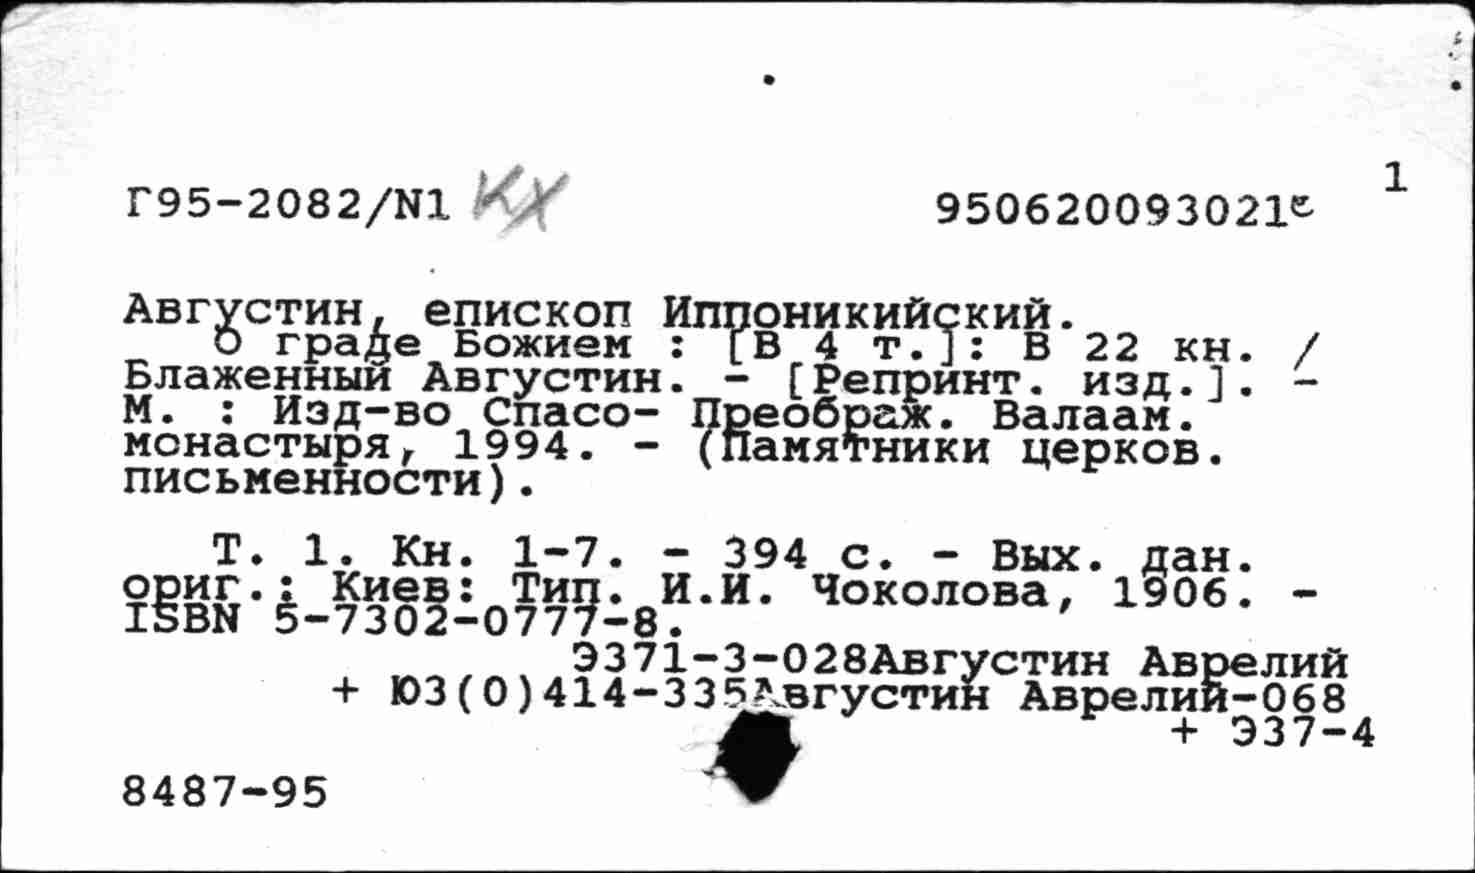 1
Г95-2082/N1 КХ 950620093021
Августин, епископ Иппоникийский.
О граде Божием : [В 4 т.]: В 22 кн. /
Блаженный Августин. - [Репринт. изд.]. -
М. : Изд-во Спасо- Преображ. Валаам.
монастыря, 1994. - (Памятники церков.
письменности).
Т. 1. Кн. 1-7. - 394 с. - Вых. дан.
ориг.: Киев: Тип. И.И. Чоколова, 1906. -
ISBN 5-7302-0777-8.
Э371-3-028Августин Аврелий
+ Ю3(0)414-335Августин Аврелий-068
+ Э37-4
8487-95